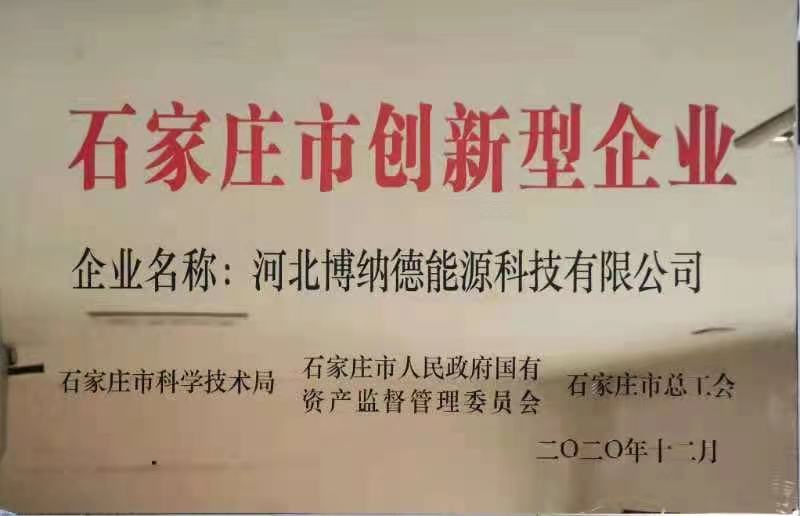 石家庄市创新型企业
企业名称：河北博纳德能源科技有限公司
石家庄市科学技术局
石家庄市人民政府国有
资产监督管理委员会
石家庄市总工会
二〇二〇年十二月